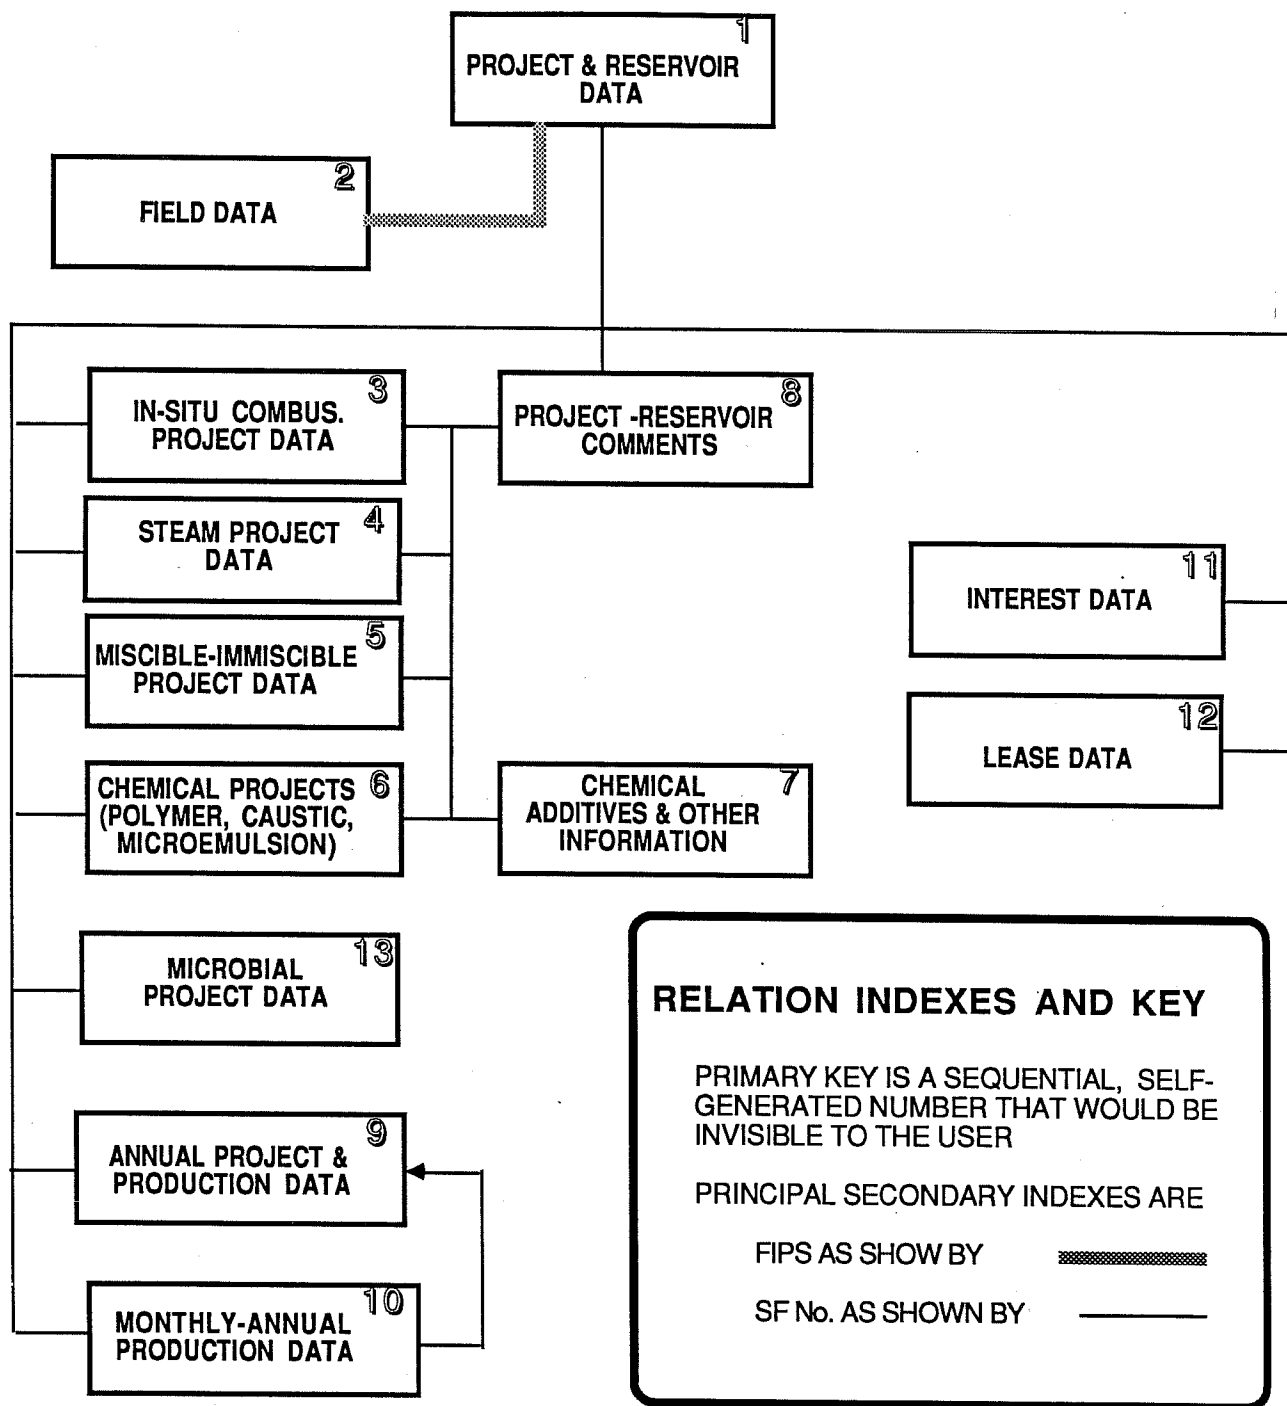 1
PROJECT & RESERVOIR
DATA
2
FIELD DATA
3
IN-SITU COMBUS.
PROJECT DATA
8
PROJECT -RESERVOIR
COMMENTS
4
STEAM PROJECT
DATA
5
MISCIBLE-IMMISCIBLE
PROJECT DATA
6
CHEMICAL PROJECTS
(POLYMER, CAUSTIC,
MICROEMULSION)
7
CHEMICAL
ADDITIVES & OTHER
INFORMATION
11
INTEREST DATA
12
LEASE DATA
13
MICROBIAL
PROJECT DATA
9
ANNUAL PROJECT &
PRODUCTION DATA
10
MONTHLY-ANNUAL
PRODUCTION DATA
RELATION INDEXES AND KEY
PRIMARY KEY IS A SEQUENTIAL, SELF-
GENERATED NUMBER THAT WOULD BE
INVISIBLE TO THE USER
PRINCIPAL SECONDARY INDEXES ARE
FIPS AS SHOW BY
SF No. AS SHOWN BY